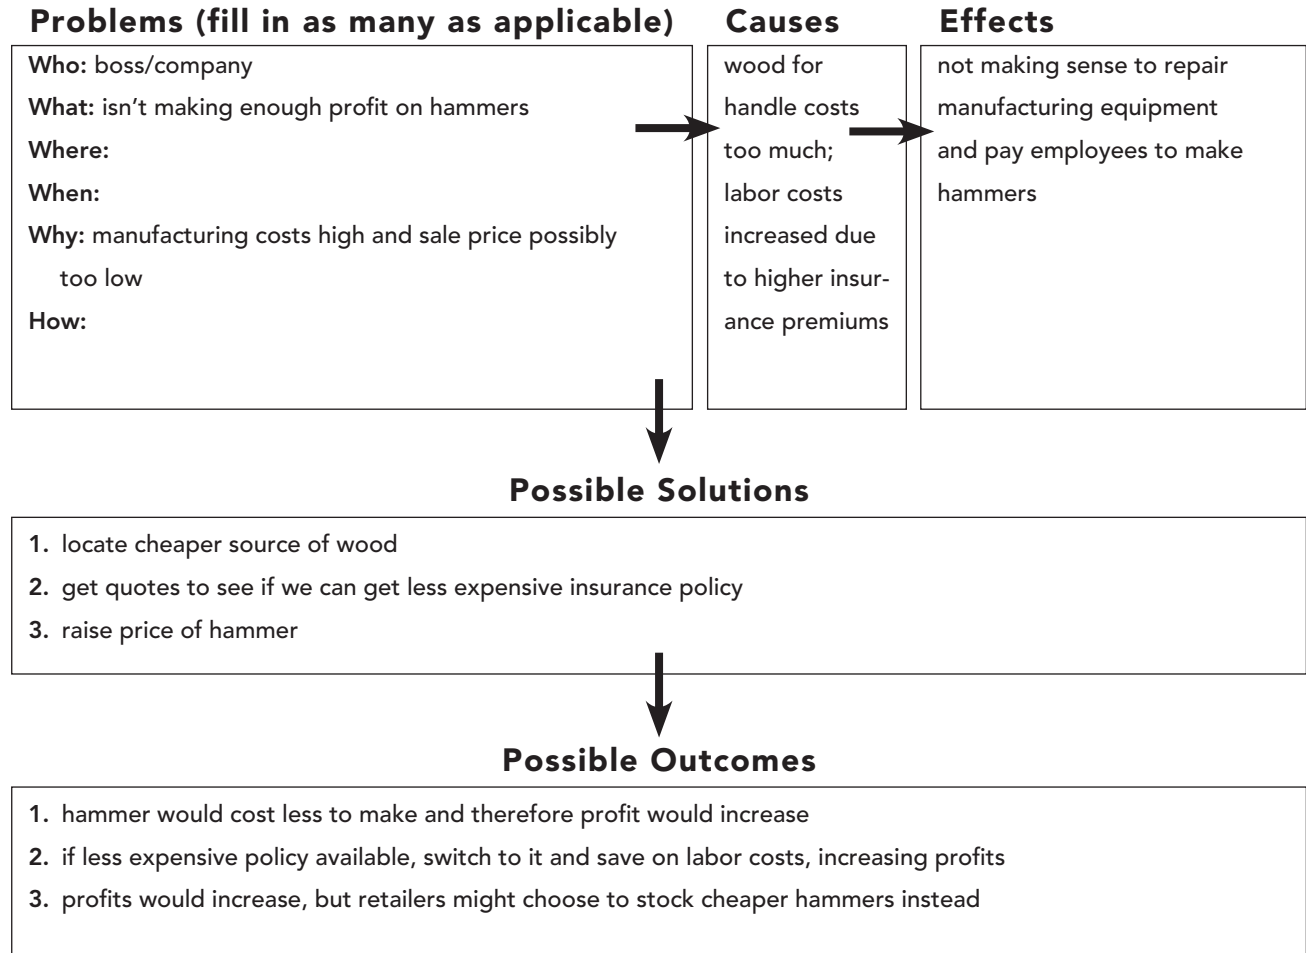 Problems (fill in as many as applicable)
Who: boss/company
What: isn't making enough profit on hammers
Where:
When:
Why: manufacturing costs high and sale price possibly
too low
How:
Causes
wood for
handle costs
too much;
labor costs
increased due
to higher insur-
ance premiums
Effects
not making sense to repair
manufacturing equipment
and pay employees to make
hammers
Possible Solutions
1. locate cheaper source of wood
2. get quotes to see if we can get less expensive insurance policy
3. raise price of hammer
Possible Outcomes
1. hammer would cost less to make and therefore profit would increase
2. if less expensive policy available, switch to it and save on labor costs, increasing profits
3. profits would increase, but retailers might choose to stock cheaper hammers instead